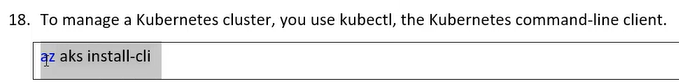 18. To manage a Kubernetes cluster, you use kubectl, the Kubernetes command-line client.
az aks install-cli